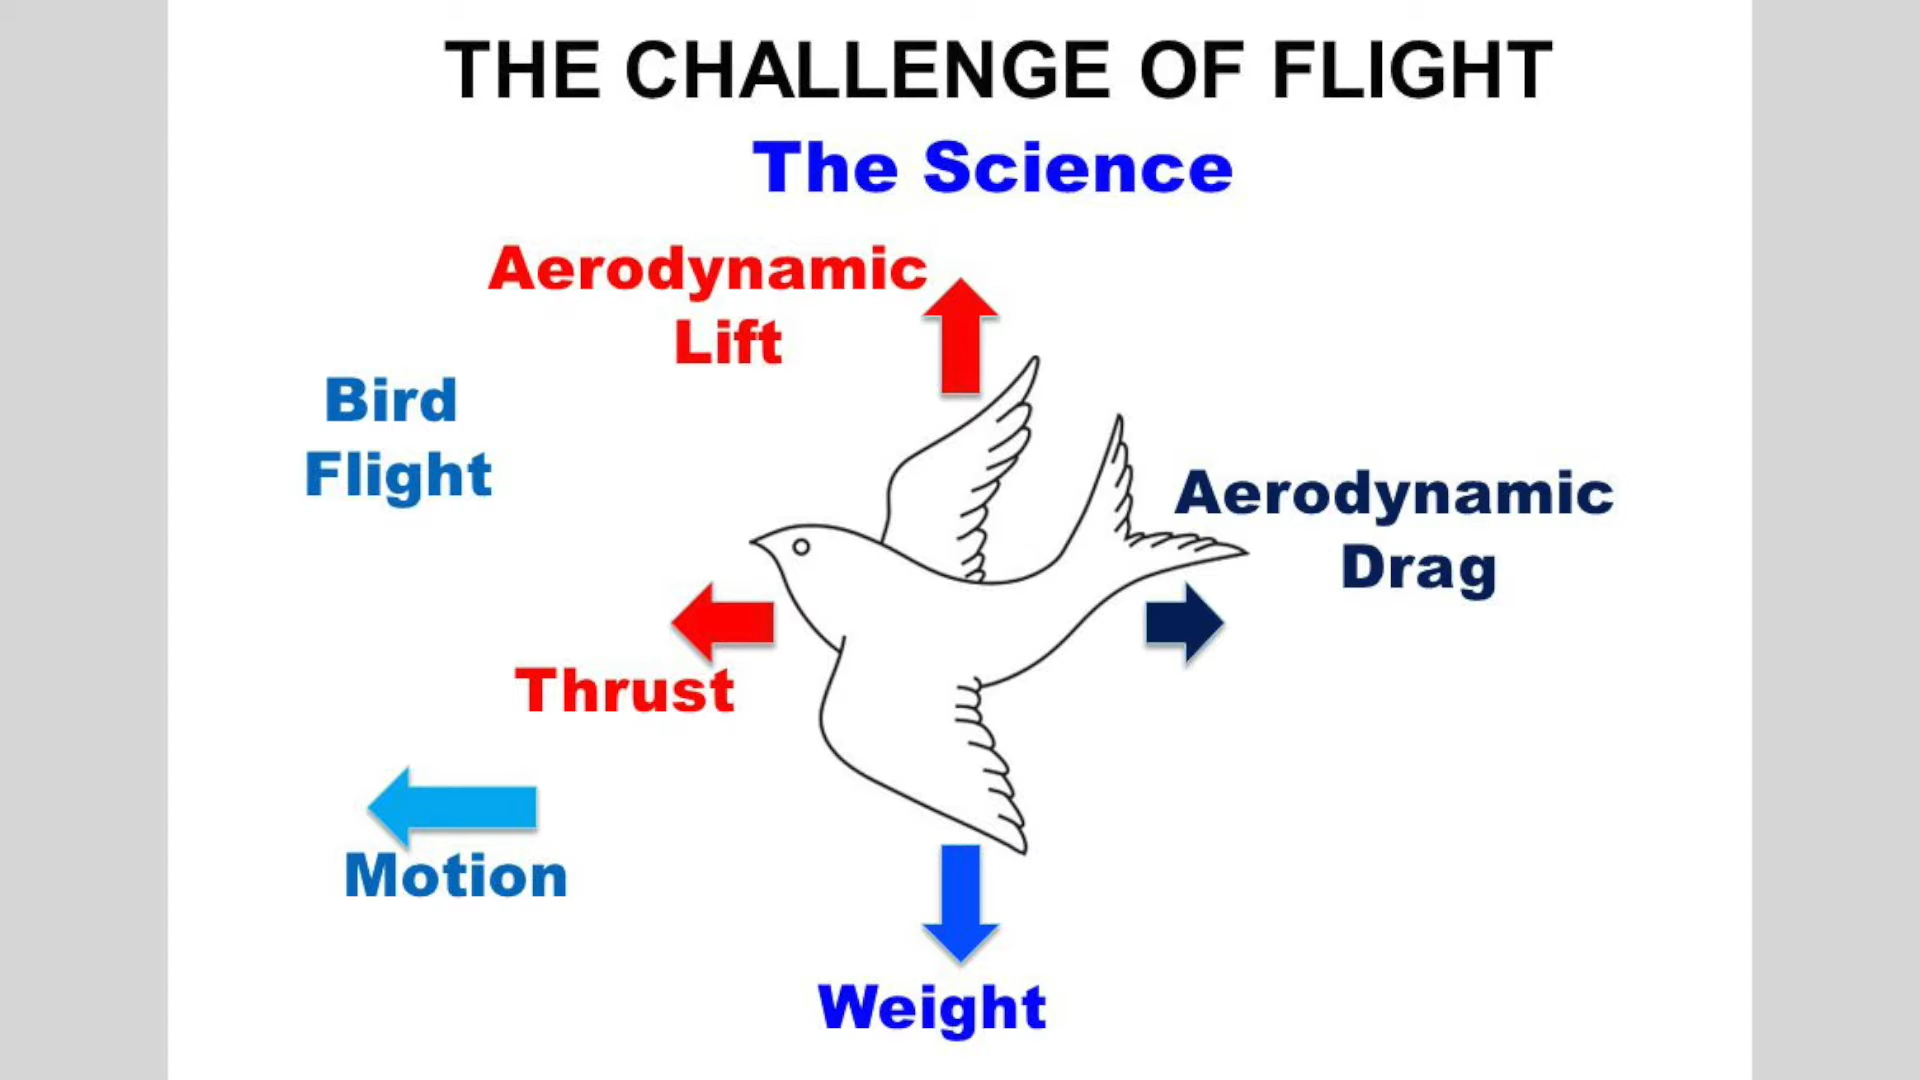 THE CHALLENGE OF FLIGHT
The Science
Aerodynamic
Lift
Bird
Flight
Aerodynamic
Drag
Thrust
Motion
Weight